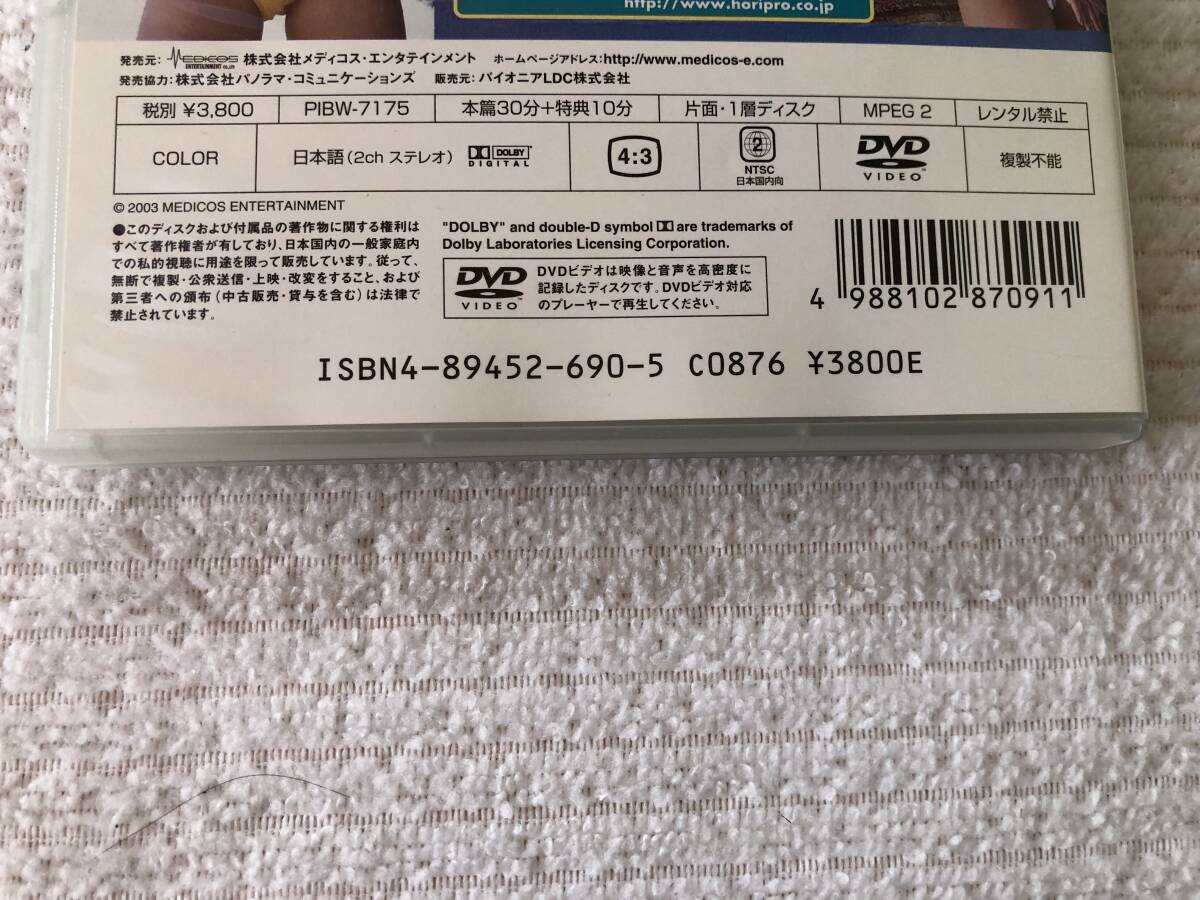 http://www.horipro.co.jp
発売元: MEDICOS ENTERTAINMENT CO.,LTD. 株式会社メディコス・エンタテインメント ホームページアドレス:http://www.medicos-e.com
発売協力: 株式会社パノラマ・コミュニケーションズ 販売元: パイオニアLDC株式会社
税別 ¥3,800 PIBW-7175 本篇30分+特典10分 片面・1層ディスク MPEG 2 レンタル禁止
COLOR 日本語(2ch ステレオ) DOLBY DIGITAL 4:3 2 NTSC 日本国内向 DVD VIDEO 複製不能
© 2003 MEDICOS ENTERTAINMENT
●このディスクおよび付属品の著作物に関する権利は
すべて著作権者が有しており、日本国内の一般家庭内
での私的視聴に用途を限って販売しています。従って、
無断で複製・公衆送信・上映・改変をすること、および
第三者への頒布(中古販売・貸与を含む)は法律で
禁止されています。
"DOLBY" and double-D symbol are trademarks of
Dolby Laboratories Licensing Corporation.
DVD VIDEO
DVDビデオは映像と音声を高密度に
記録したディスクです。DVDビデオ対応
のプレーヤーで再生してください。
4 988102 870911
ISBN4-89452-690-5 C0876 ¥3800E